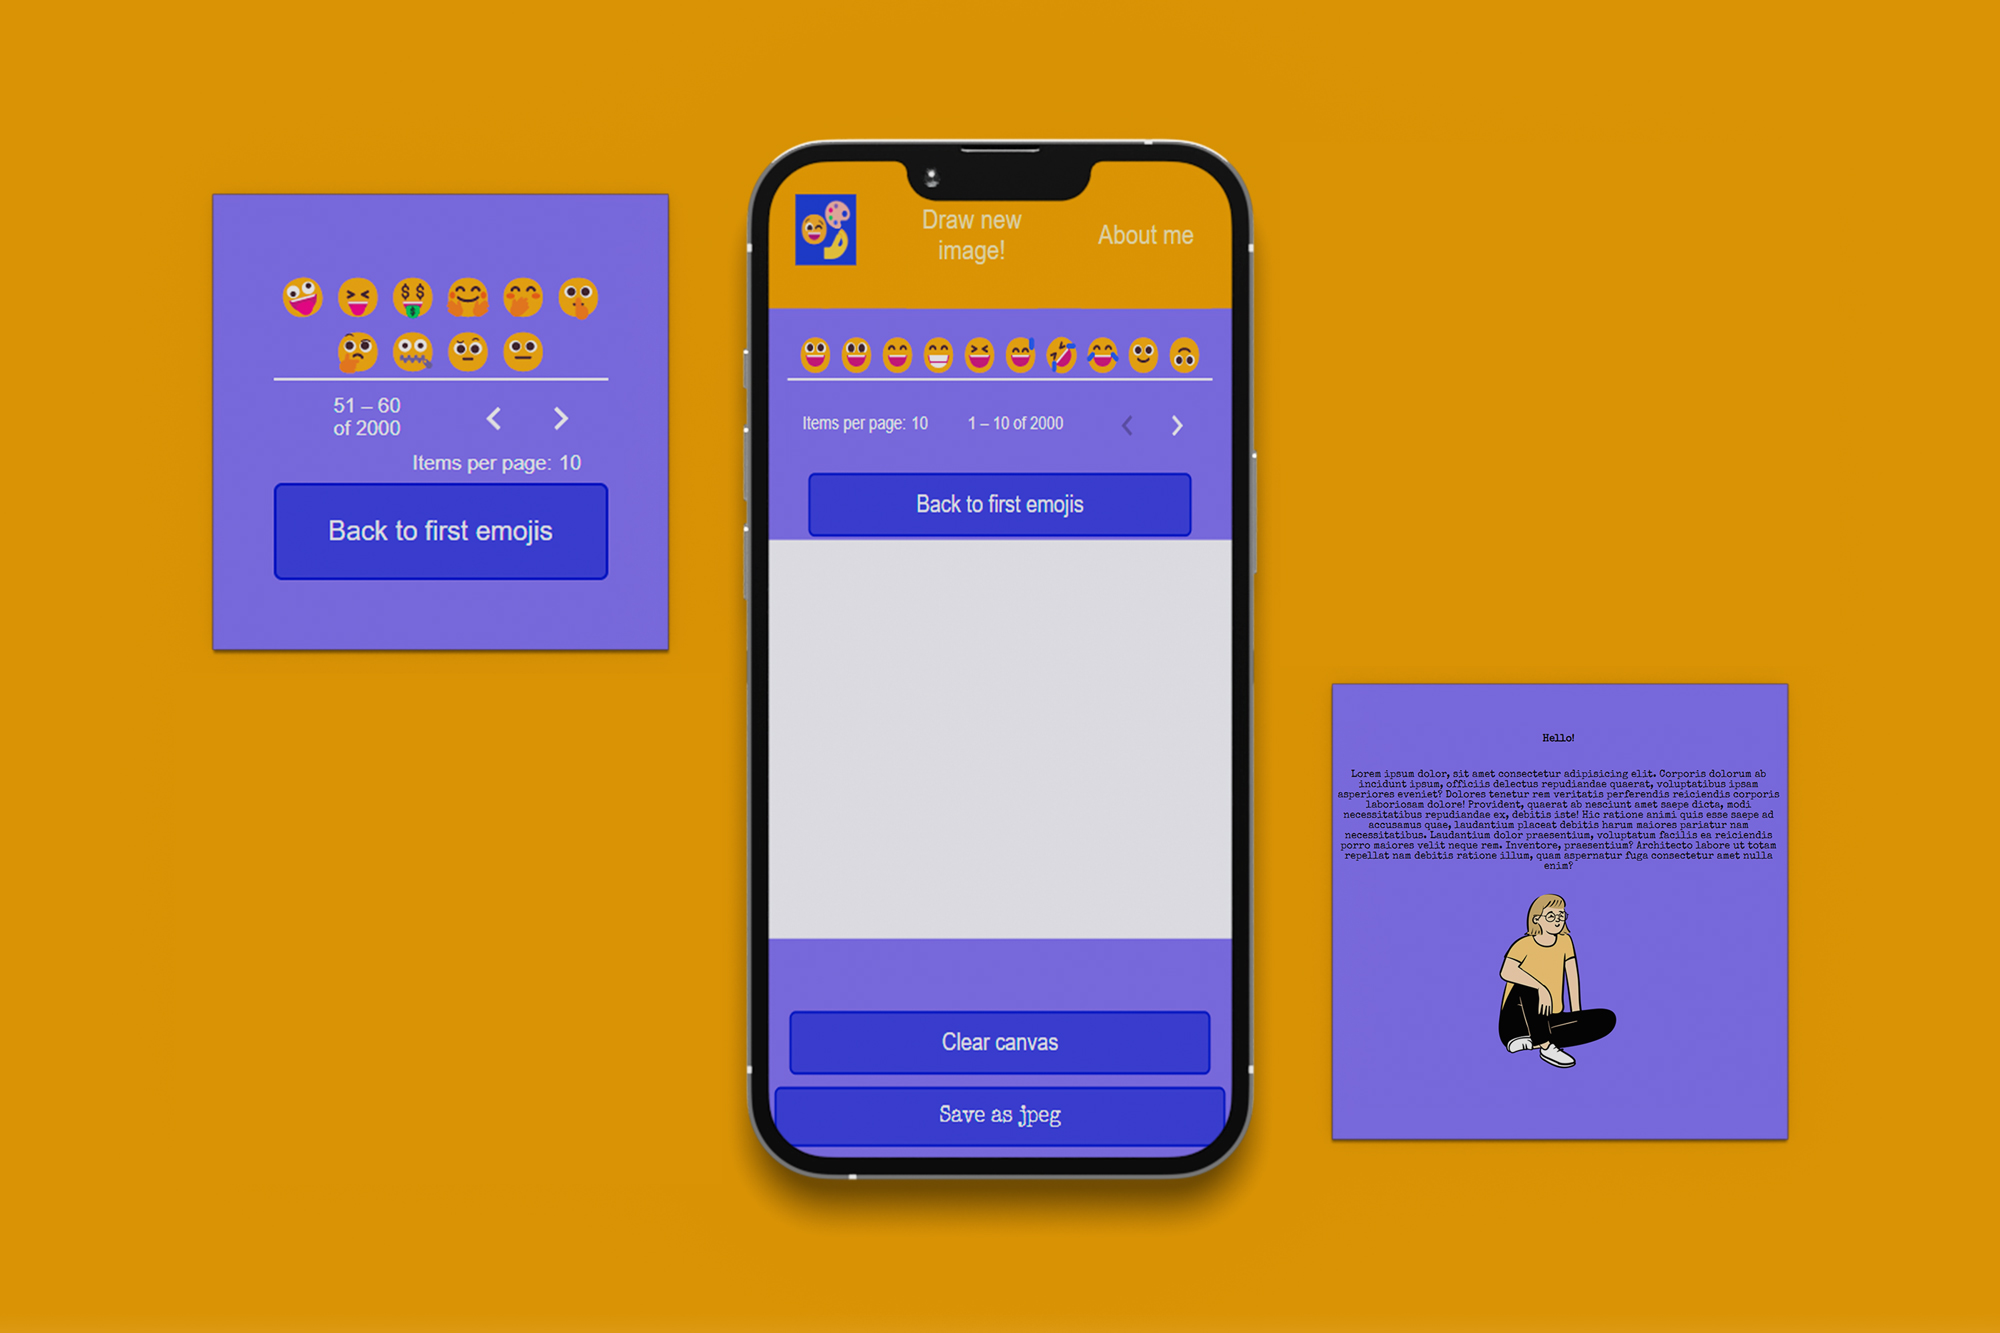 51 – 60
of 2000
Items per page: 10
Back to first emojis
Draw new
image!
About me
Items per page: 10
1 – 10 of 2000
Back to first emojis
Clear canvas
Save as jpeg
Hello!
Lorem ipsum dolor, sit amet consectetur adipisicing elit. Corporis dolorum ab
incidunt ipsum, officiis delectus repudiandae quaerat, voluptatibus ipsam
asperiores eveniet? Dolores tenetur rem veritatis perferendis reiciendis corporis
laboriosam dolore! Provident, quaerat ab nesciunt amet saepe dicta, modi
necessitatibus repudiandae ex, debitis iste! Hic ratione animi quis esse saepe ad
accusamus quae, laudantium placeat debitis harum maiores pariatur nam
necessitatibus. Laudantium dolor praesentium, voluptatum facilis ea reiciendis
porro maiores velit neque rem. Inventore, praesentium? Architecto labore ut totam
repellat nam debitis ratione illum, quam aspernatur fuga consectetur amet nulla
enim?